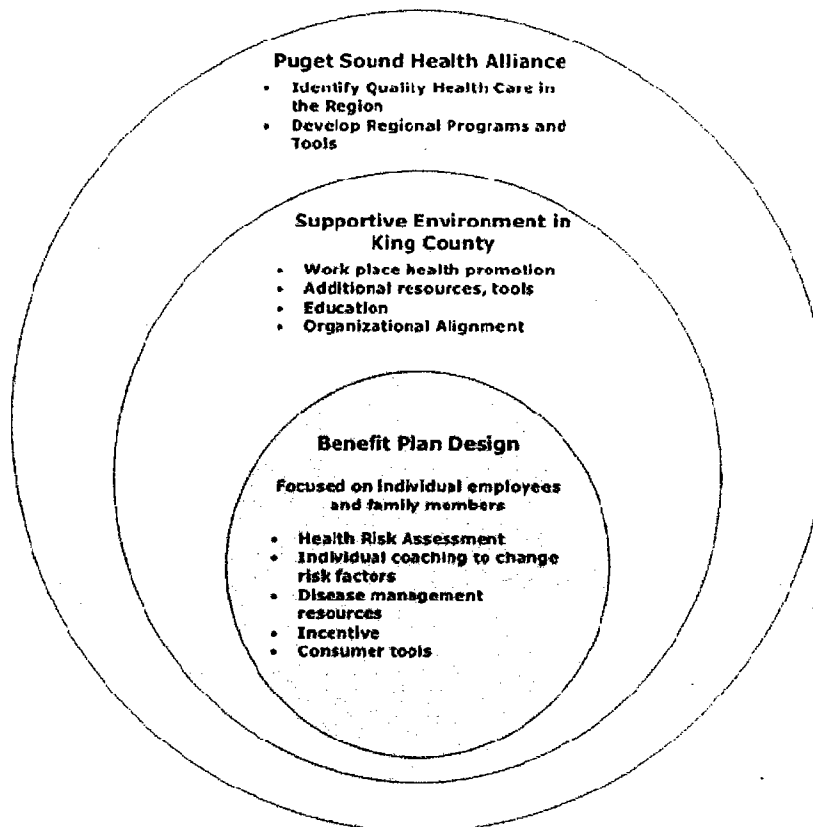 Puget Sound Health Alliance
• Identify Quality Health Care in
the Region
• Develop Regional Programs and
Tools
Supportive Environment in
King County
• Work place health promotion
• Additional resources, tools
• Education
• Organizational Alignment
Benefit Plan Design
Focused on individual employees
and family members
• Health Risk Assessment
• Individual coaching to change
risk factors
• Disease management
resources
• Incentive
• Consumer tools